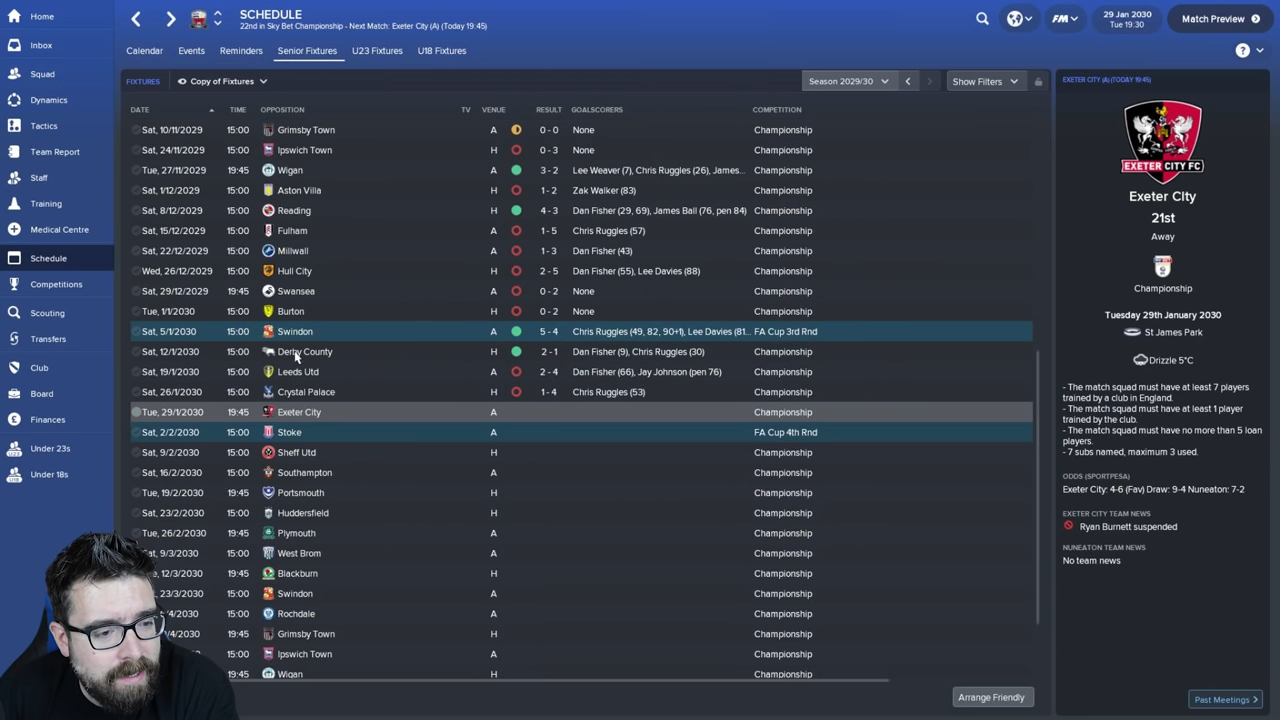 SCHEDULE
22nd in Sky Bet Championship - Next Match: Exeter City (A) (Today 19:45)
FM
29 Jan 2030
Tue 19:30
Match Preview
Home
Inbox
Squad
Dynamics
Tactics
Team Report
Staff
Training
Medical Centre
Schedule
Competitions
Scouting
Transfers
Club
Board
Finances
Under 23s
Under 18s
Calendar Events Reminders Senior Fixtures U23 Fixtures U18 Fixtures
?
FIXTURES Copy of Fixtures Season 2029/30 Show Filters
DATE TIME OPPOSITION TV VENUE RESULT GOALSCORERS COMPETITION
Sat, 10/11/2029 15:00 Grimsby Town A 0 - 0 None Championship
Sat, 24/11/2029 15:00 Ipswich Town H 0 - 3 None Championship
Tue, 27/11/2029 19:45 Wigan A 3 - 2 Lee Weaver (7), Chris Ruggles (26), James... Championship
Sat, 1/12/2029 15:00 Aston Villa H 1 - 2 Zak Walker (83) Championship
Sat, 8/12/2029 15:00 Reading H 4 - 3 Dan Fisher (29, 69), James Ball (76, pen 84) Championship
Sat, 15/12/2029 15:00 Fulham A 1 - 5 Chris Ruggles (57) Championship
Sat, 22/12/2029 15:00 Millwall A 1 - 3 Dan Fisher (43) Championship
Wed, 26/12/2029 15:00 Hull City H 2 - 5 Dan Fisher (55), Lee Davies (88) Championship
Sat, 29/12/2029 19:45 Swansea A 0 - 2 None Championship
Tue, 1/1/2030 15:00 Burton H 0 - 2 None Championship
Sat, 5/1/2030 15:00 Swindon A 5 - 4 Chris Ruggles (49, 82, 90+1), Lee Davies (81... FA Cup 3rd Rnd
Sat, 12/1/2030 15:00 Derby County H 2 - 1 Dan Fisher (9), Chris Ruggles (30) Championship
Sat, 19/1/2030 15:00 Leeds Utd A 2 - 4 Dan Fisher (66), Jay Johnson (pen 76) Championship
Sat, 26/1/2030 15:00 Crystal Palace H 1 - 4 Chris Ruggles (53) Championship
Tue, 29/1/2030 19:45 Exeter City A Championship
Sat, 2/2/2030 15:00 Stoke A FA Cup 4th Rnd
Sat, 9/2/2030 15:00 Sheff Utd H Championship
Sat, 16/2/2030 15:00 Southampton A Championship
Tue, 19/2/2030 19:45 Portsmouth H Championship
Sat, 23/2/2030 15:00 Huddersfield H Championship
Tue, 26/2/2030 19:45 Plymouth A Championship
Sat, 9/3/2030 15:00 West Brom A Championship
12/3/2030 19:45 Blackburn H Championship
23/3/2030 15:00 Swindon A Championship
/4/2030 15:00 Rochdale A Championship
/4/2030 19:45 Grimsby Town H Championship
/2030 15:00 Ipswich Town A Championship
19:45 Wigan H Championship
Arrange Friendly
EXETER CITY (A) (TODAY 19:45)
EXETER CITY FC
Exeter City
21st
Away
Championship
Tuesday 29th January 2030
St James Park
Drizzle 5°C
- The match squad must have at least 7 players
trained by a club in England.
- The match squad must have at least 1 player
trained by the club.
- The match squad must have no more than 5 loan
players.
- 7 subs named, maximum 3 used.
ODDS (SPORTPESA)
Exeter City: 4-6 (Fav) Draw: 9-4 Nuneaton: 7-2
EXETER CITY TEAM NEWS
Ryan Burnett suspended
NUNEATON TEAM NEWS
No team news
Past Meetings